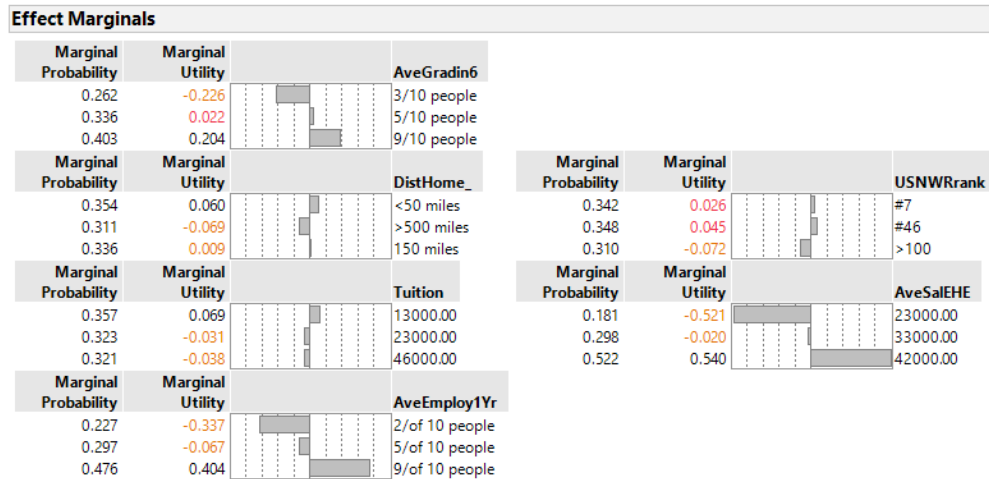 Effect Marginals
Marginal Probability Marginal Utility AveGradin6
0.262 -0.226 3/10 people
0.336 0.022 5/10 people
0.403 0.204 9/10 people
Marginal Probability Marginal Utility DistHome_
0.354 0.060 <50 miles
0.311 -0.069 >500 miles
0.336 0.009 150 miles
Marginal Probability Marginal Utility USNWRrank
0.342 0.026 #7
0.348 0.045 #46
0.310 -0.072 >100
Marginal Probability Marginal Utility Tuition
0.357 0.069 13000.00
0.323 -0.031 23000.00
0.321 -0.038 46000.00
Marginal Probability Marginal Utility AveSalEHE
0.181 -0.521 23000.00
0.298 -0.020 33000.00
0.522 0.540 42000.00
Marginal Probability Marginal Utility AveEmploy1Yr
0.227 -0.337 2/of 10 people
0.297 -0.067 5/of 10 people
0.476 0.404 9/of 10 people